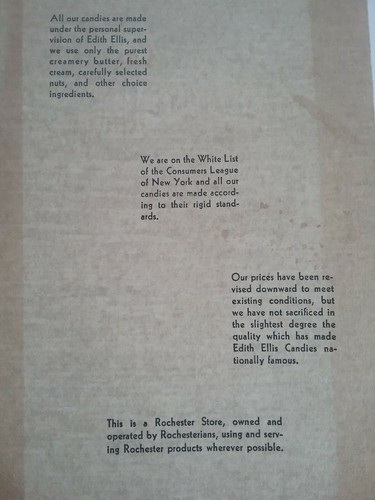 All our candies are made
under the personal super-
vision of Edith Ellis, and
we use only the purest
creamery butter, fresh
cream, carefully selected
nuts, and other choice
ingredients.
We are on the White List
of the Consumers League
of New York and all our
candies are made accord-
ing to their rigid stand-
ards.
Our prices have been re-
vised downward to meet
existing conditions, but
we have not sacrificed in
the slightest degree the
quality which has made
Edith Ellis Candies na-
tionally famous.
This is a Rochester Store, owned and
operated by Rochesterians, using and serv-
ing Rochester products wherever possible.